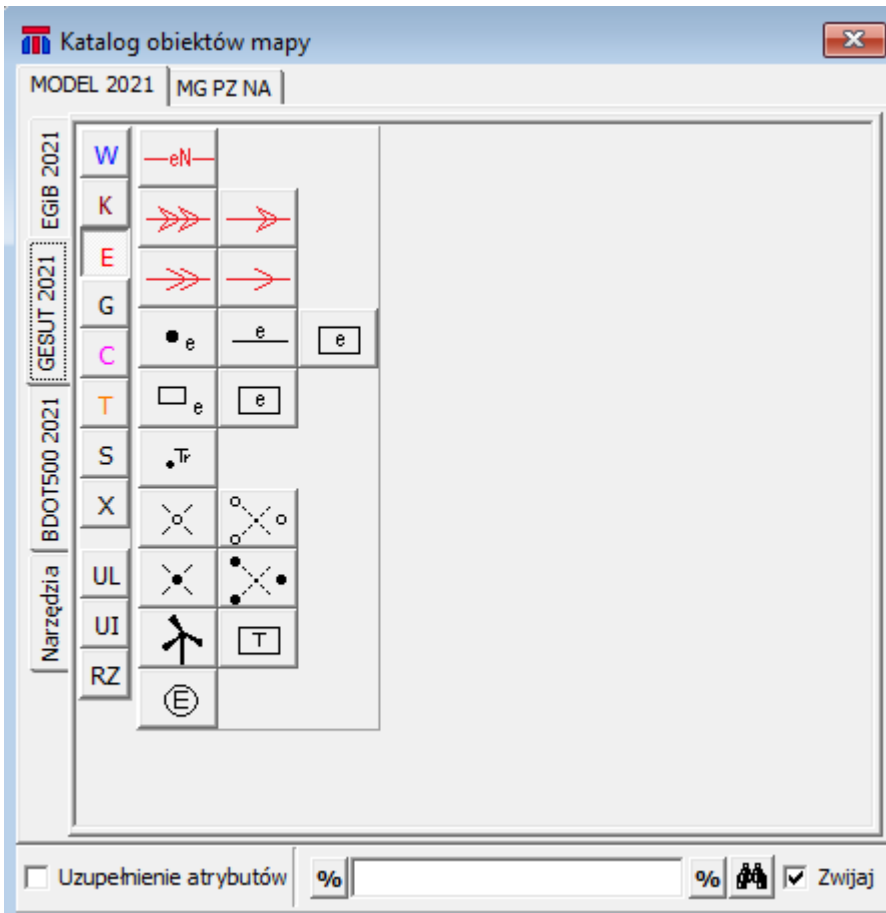 Katalog obiektów mapy
MODEL 2021 MG PZ NA
EGiB 2021
GESUT 2021
BDOT500 2021
Narzędzia
W
K
E
G
C
T
S
X
UL
UI
RZ
eN
e e e
e e
Tr
T
E
Uzupełnienie atrybutów % % Zwijaj